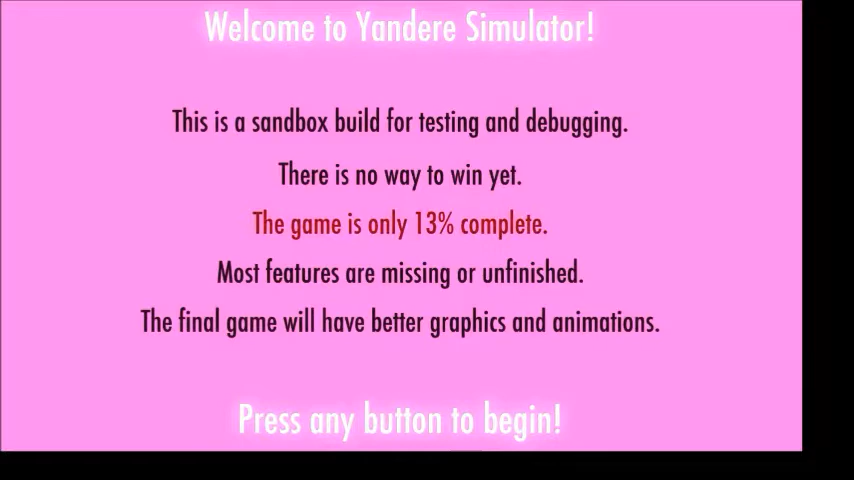 Welcome to Yandere Simulator!
This is a sandbox build for testing and debugging.
There is no way to win yet.
The game is only 13% complete.
Most features are missing or unfinished.
The final game will have better graphics and animations.
Press any button to begin!